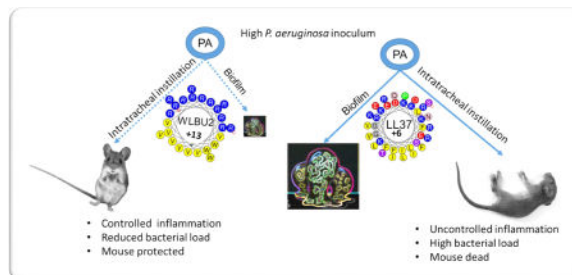 High P. aeruginosa inoculum
PA
PA
Intratracheal instillation
Biofilm
Biofilm
Intratracheal instillation
WLBU2
+13
LL37
+6
• Controlled inflammation
• Reduced bacterial load
• Mouse protected
• Uncontrolled inflammation
• High bacterial load
• Mouse dead